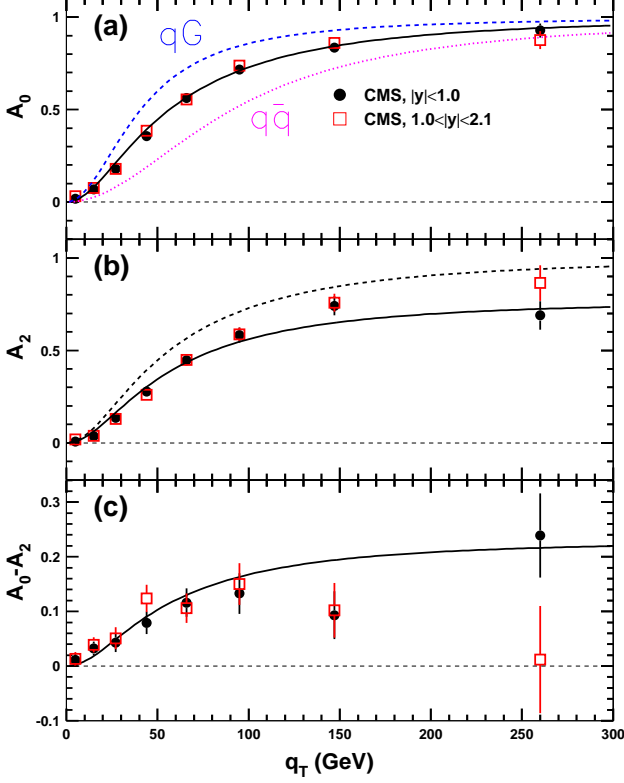 (a)
qG
qq̄
CMS, |y|<1.0
CMS, 1.0<|y|<2.1
A₀
1
0.5
0
(b)
A₂
1
0.5
0
(c)
A₀-A₂
0.3
0.2
0.1
0
-0.1
0 50 100 150 200 250 300
q_T (GeV)